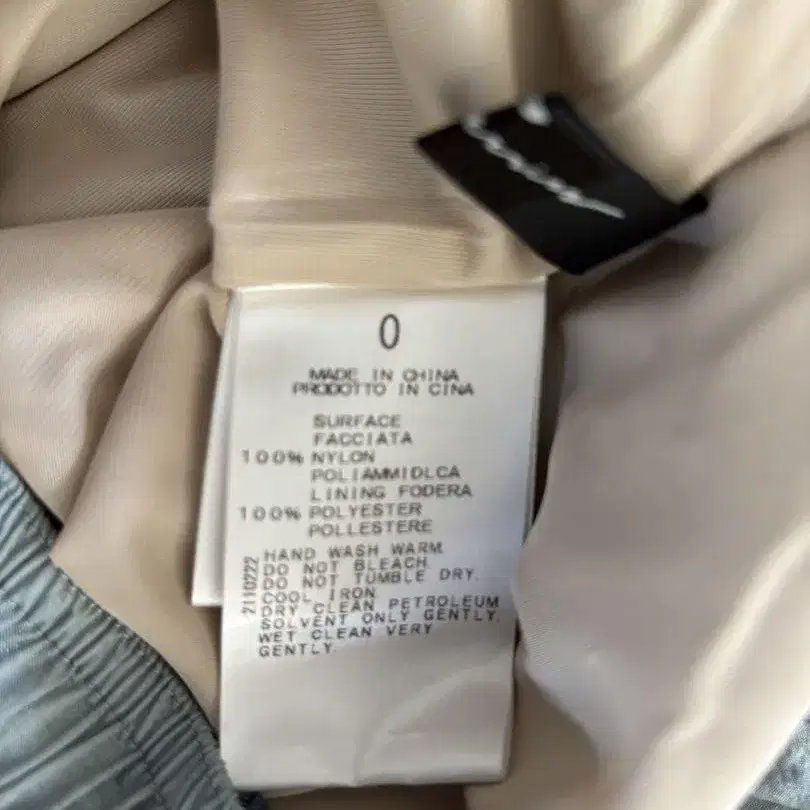 0
MADE IN CHINA
PRODOTTO IN CINA
SURFACE
FACCIATA
100% NYLON
POLIAMMIDLCA
LINING FODERA
100% POLYESTER
POLLESTERE
HAND WASH WARM.
DO NOT BLEACH.
DO NOT TUMBLE DRY.
COOL IRON.
DRY CLEAN PETROLEUM
SOLVENT ONLY GENTLY.
WET CLEAN VERY
GENTLY.
2110222